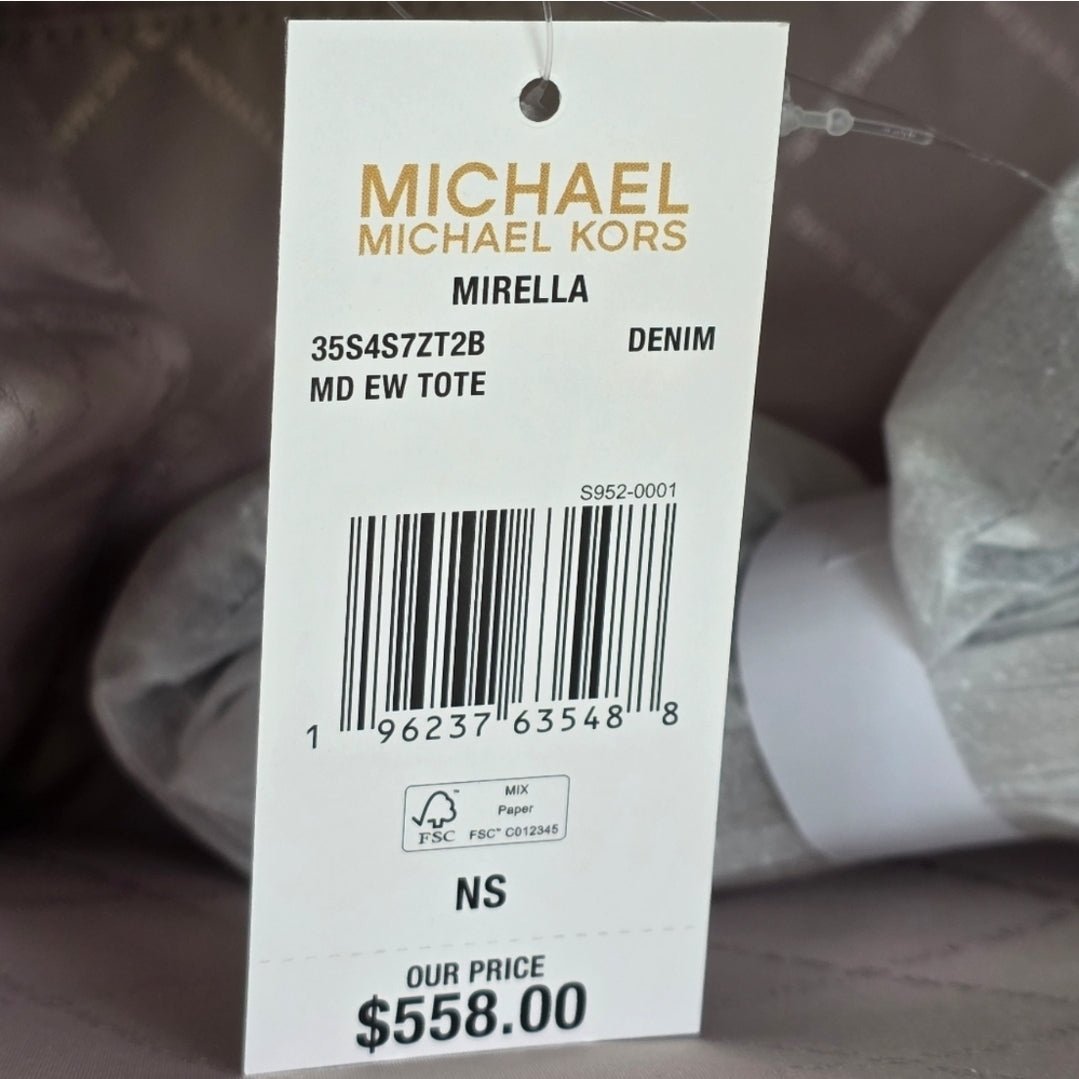 MICHAEL
MICHAEL KORS
MIRELLA
35S4S7ZT2B DENIM
MD EW TOTE
S952-0001
1 96237 63548 8
FSC™ MIX
Paper
FSC™ C012345
NS
OUR PRICE
$558.00